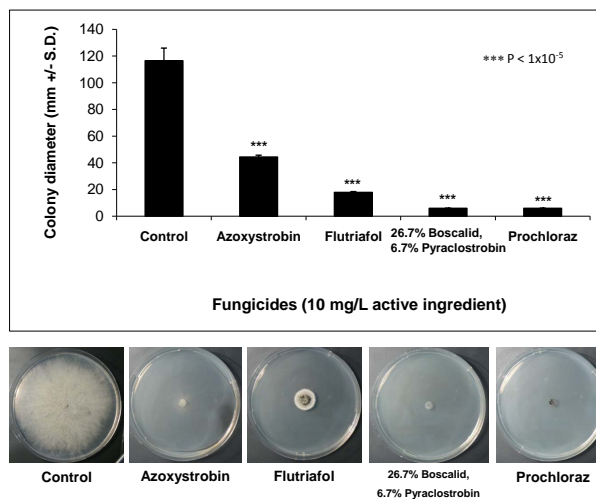 Colony diameter (mm +/- S.D.)
140
120
100
80
60
40
20
0
*** P < 1x10-5
***
***
***
***
Control
Azoxystrobin
Flutriafol
26.7% Boscalid,
6.7% Pyraclostrobin
Prochloraz
Fungicides (10 mg/L active ingredient)
Control
Azoxystrobin
Flutriafol
26.7% Boscalid,
6.7% Pyraclostrobin
Prochloraz